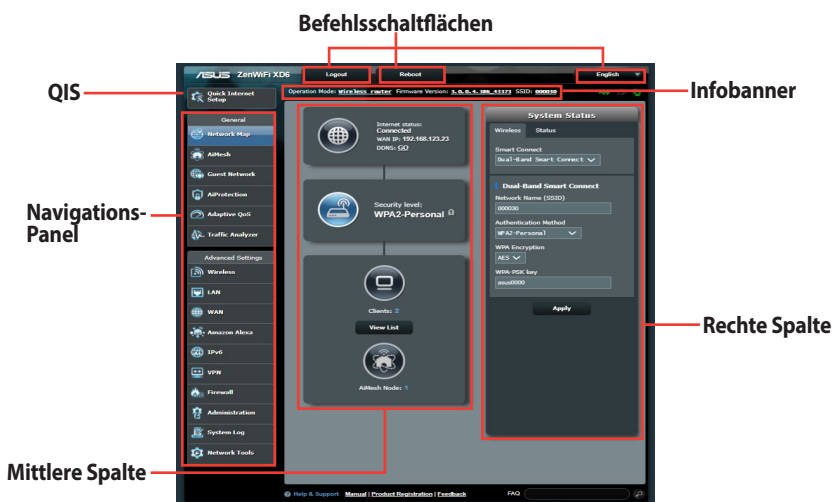 Befehlsschaltflächen
/SUS ZenWiFi XD6 Logout Reboot English
QIS
Quick Internet Setup
Operation Mode: Wireless router Firmware Version: 3.0.0.4.386_43373 SSID: 000030
Infobanner
General
Network Map
AiMesh
Guest Network
AiProtection
Adaptive QoS
Traffic Analyzer
Navigations-
Panel
Advanced Settings
Wireless
LAN
WAN
Amazon Alexa
IPv6
VPN
Firewall
Administration
System Log
Network Tools
Internet status:
Connected
WAN IP: 192.168.123.23
DDNS: GO
Security level:
WPA2-Personal
Clients: 2
View List
AiMesh Node: 1
System Status
Wireless Status
Smart Connect
Dual-Band Smart Connect
Dual-Band Smart Connect
Network Name (SSID)
000030
Authentication Method
WPA2-Personal
WPA Encryption
AES
WPA-PSK key
asus0000
Apply
Rechte Spalte
Mittlere Spalte
Help & Support Manual | Product Registration | Feedback FAQ